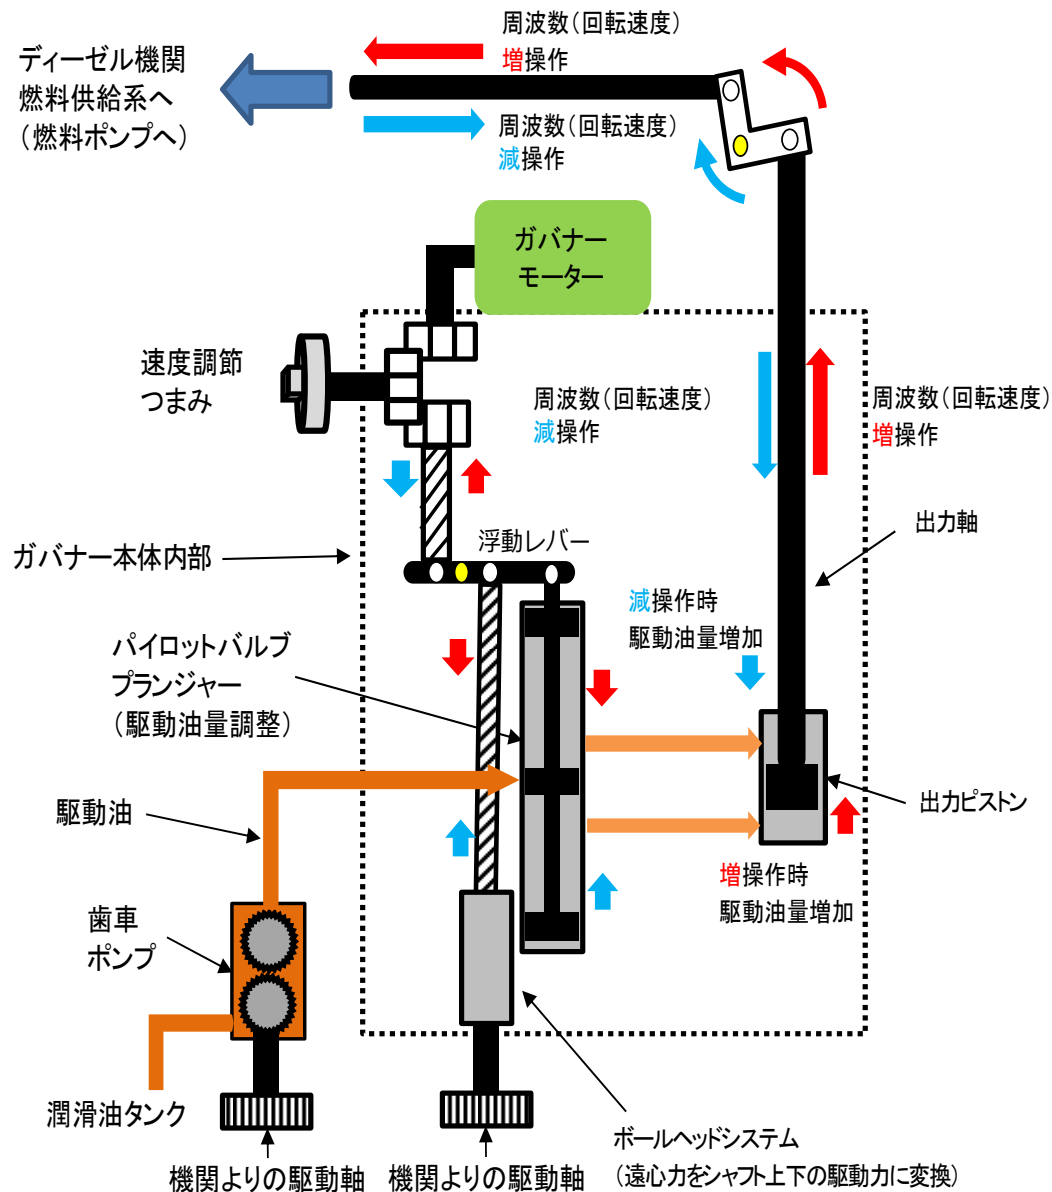 周波数(回転速度)
増操作
ディーゼル機関
燃料供給系へ
(燃料ポンプへ)
周波数(回転速度)
減操作
ガバナー
モーター
速度調節
つまみ
周波数(回転速度)
減操作
周波数(回転速度)
増操作
出力軸
ガバナー本体内部
浮動レバー
減操作時
駆動油量増加
パイロットバルブ
プランジャー
(駆動油量調整)
出力ピストン
駆動油
増操作時
駆動油量増加
歯車
ポンプ
潤滑油タンク
機関よりの駆動軸
機関よりの駆動軸
ボールヘッドシステム
(遠心力をシャフト上下の駆動力に変換)